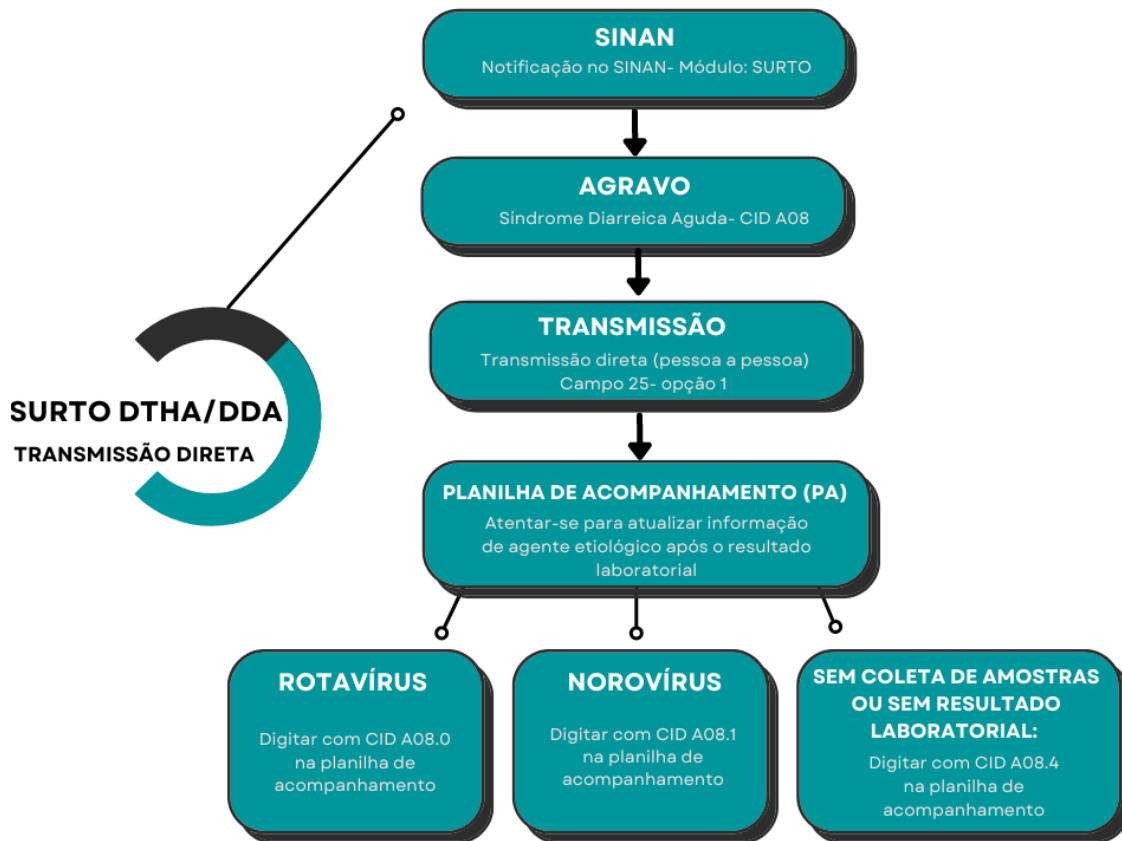 SINAN
Notificação no SINAN- Módulo: SURTO
AGRAVO
Sindrome Diarreica Aguda- CID A08
TRANSMISSÃO
Transmissão direta (pessoa a pessoa)
Campo 25- opção 1
SURTO DTHA/DDA
TRANSMISSÃO DIRETA
PLANILHA DE ACOMPANHAMENTO (PA)
Atentar-se para atualizar informação
de agente etiológico após o resultado
laboratorial
ROTAVÍRUS
Digitar com CID A08.0
na planilha de
acompanhamento
NOROVÍRUS
Digitar com CID A08.1
na planilha de
acompanhamento
SEM COLETA DE AMOSTRAS
OU SEM RESULTADO
LABORATORIAL:
Digitar com CID A08.4
na planilha de
acompanhamento